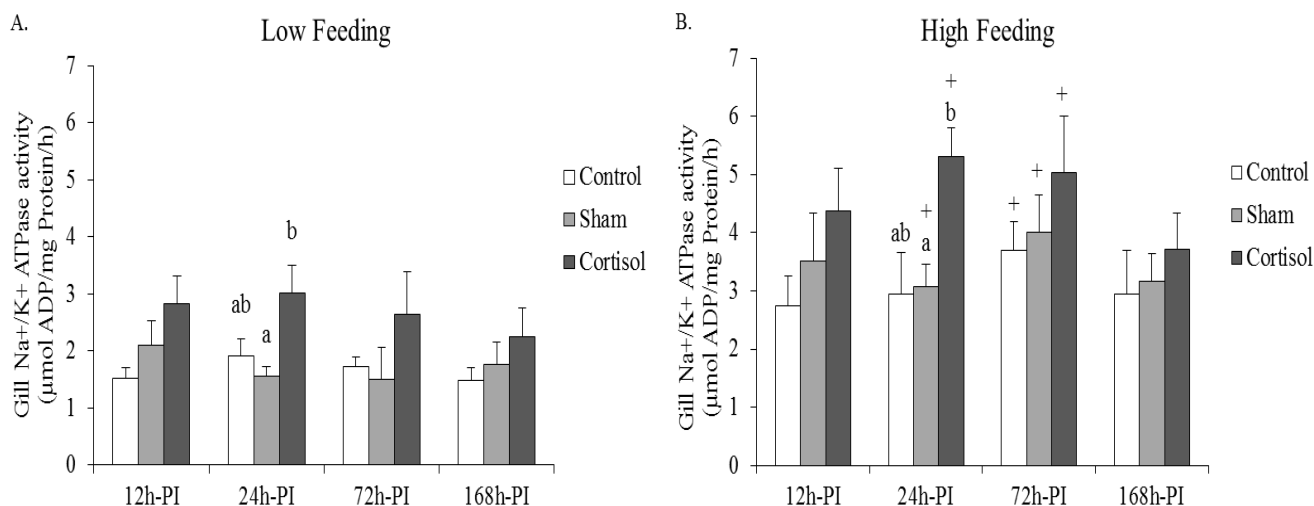 A.
Low Feeding
Gill Na+/K+ ATPase activity
(µmol ADP/mg Protein/h)
7
6
5
4
3
2
1
0
ab
a
b
12h-PI
24h-PI
72h-PI
168h-PI
Control
Sham
Cortisol
B.
High Feeding
Gill Na+/K+ ATPase activity
(µmol ADP/mg Protein/h)
7
6
5
4
3
2
1
0
ab
+
a
+
b
+
+
+
12h-PI
24h-PI
72h-PI
168h-PI
Control
Sham
Cortisol